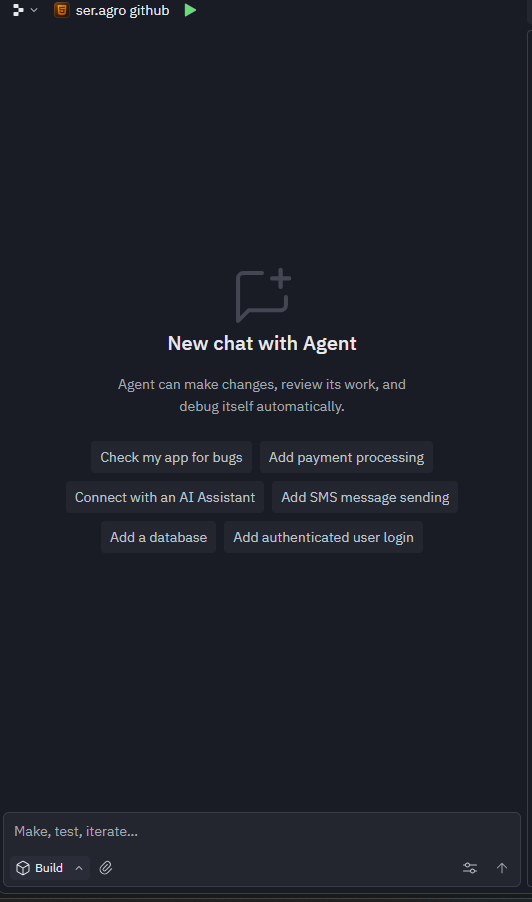 ser.agro github
New chat with Agent
Agent can make changes, review its work, and
debug itself automatically.
Check my app for bugs
Add payment processing
Connect with an AI Assistant
Add SMS message sending
Add a database
Add authenticated user login
Make, test, iterate...
Build